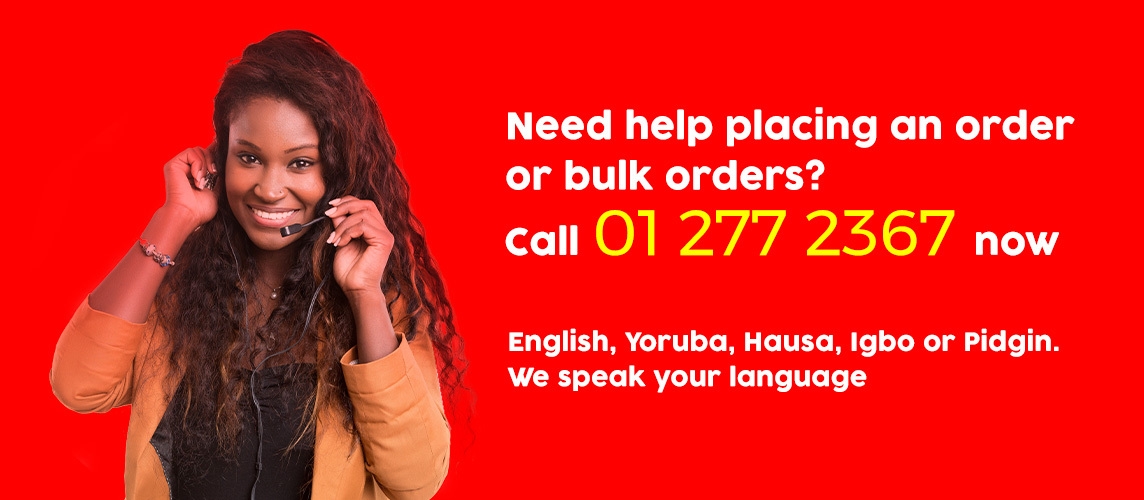 Need help placing an order
or bulk orders?
Call 01 277 2367 now
English, Yoruba, Hausa, Igbo or Pidgin.
We speak your language